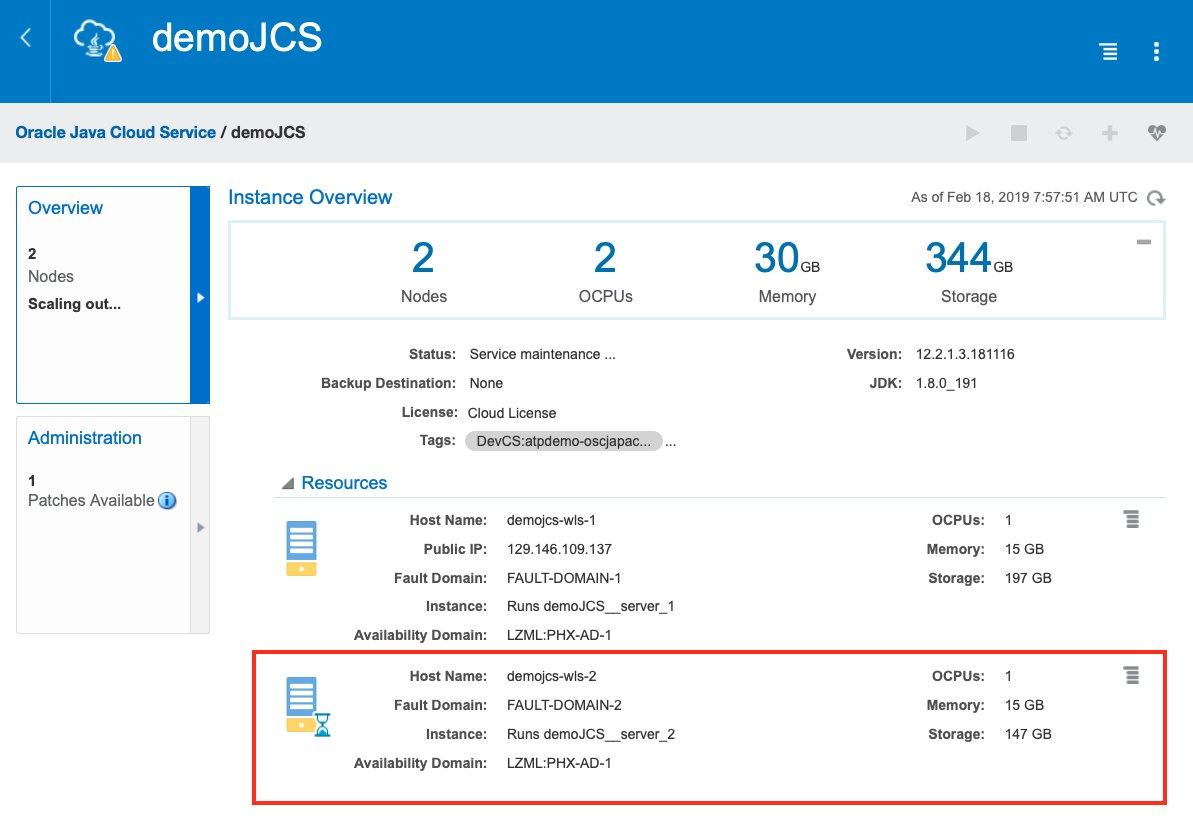 demoJCS
Oracle Java Cloud Service / demoJCS
Overview
2
Nodes
Scaling out...
Administration
1
Patches Available
Instance Overview
As of Feb 18, 2019 7:57:51 AM UTC
2 2 30GB 344GB
Nodes OCPUs Memory Storage
Status: Service maintenance ... Version: 12.2.1.3.181116
Backup Destination: None JDK: 1.8.0_191
License: Cloud License
Tags: DevCS:atpdemo-oscjapac... ...
Resources
Host Name: demojcs-wls-1 OCPUs: 1
Public IP: 129.146.109.137 Memory: 15 GB
Fault Domain: FAULT-DOMAIN-1 Storage: 197 GB
Instance: Runs demoJCS__server_1
Availability Domain: LZML:PHX-AD-1
Host Name: demojcs-wls-2 OCPUs: 1
Fault Domain: FAULT-DOMAIN-2 Memory: 15 GB
Instance: Runs demoJCS__server_2 Storage: 147 GB
Availability Domain: LZML:PHX-AD-1